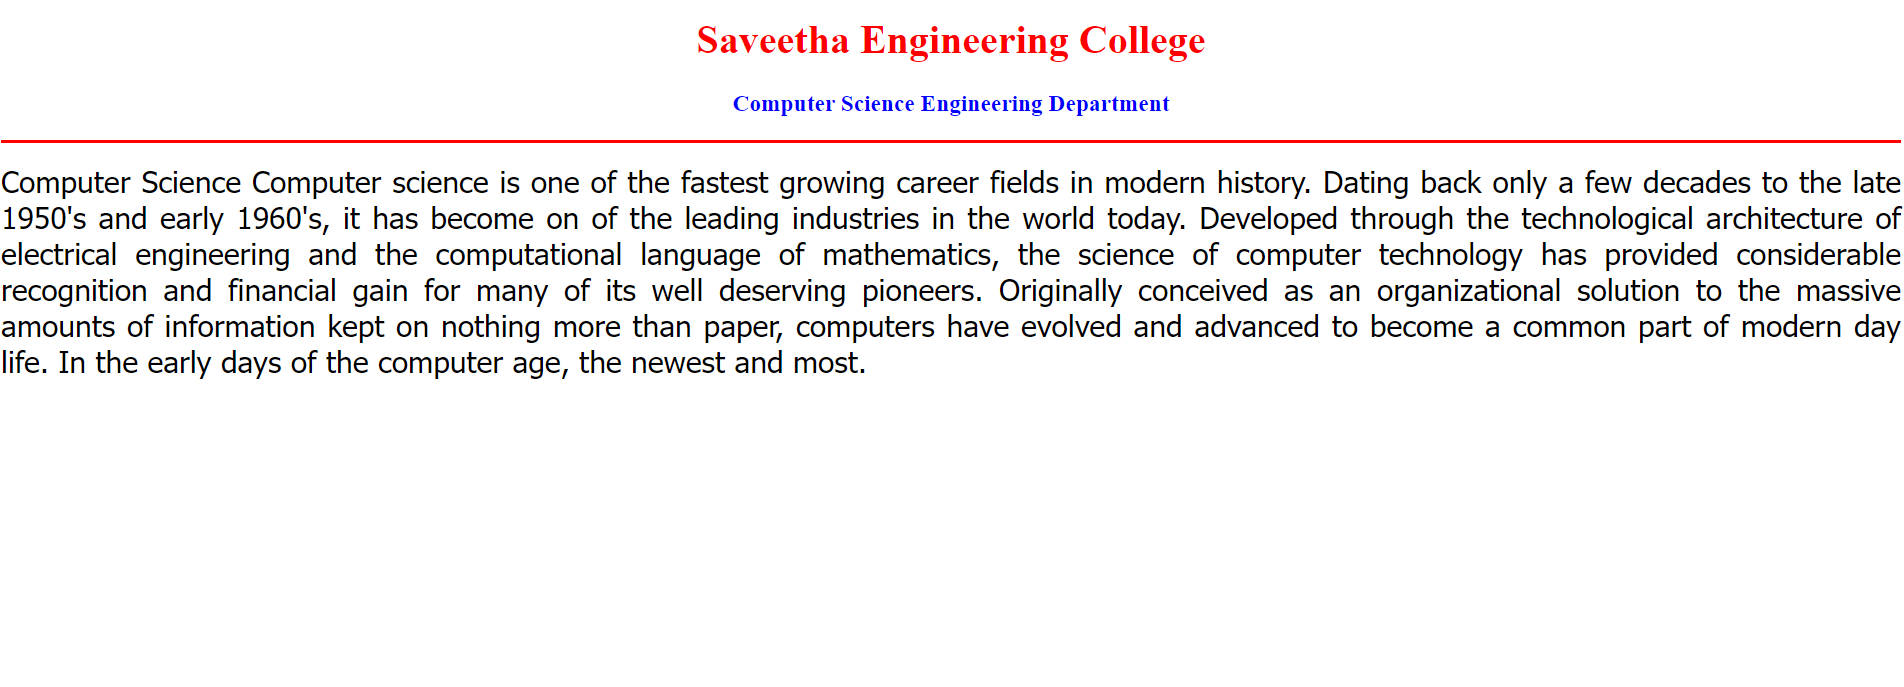 Saveetha Engineering College
Computer Science Engineering Department
Computer Science Computer science is one of the fastest growing career fields in modern history. Dating back only a few decades to the late
1950's and early 1960's, it has become on of the leading industries in the world today. Developed through the technological architecture of
electrical engineering and the computational language of mathematics, the science of computer technology has provided considerable
recognition and financial gain for many of its well deserving pioneers. Originally conceived as an organizational solution to the massive
amounts of information kept on nothing more than paper, computers have evolved and advanced to become a common part of modern day
life. In the early days of the computer age, the newest and most.